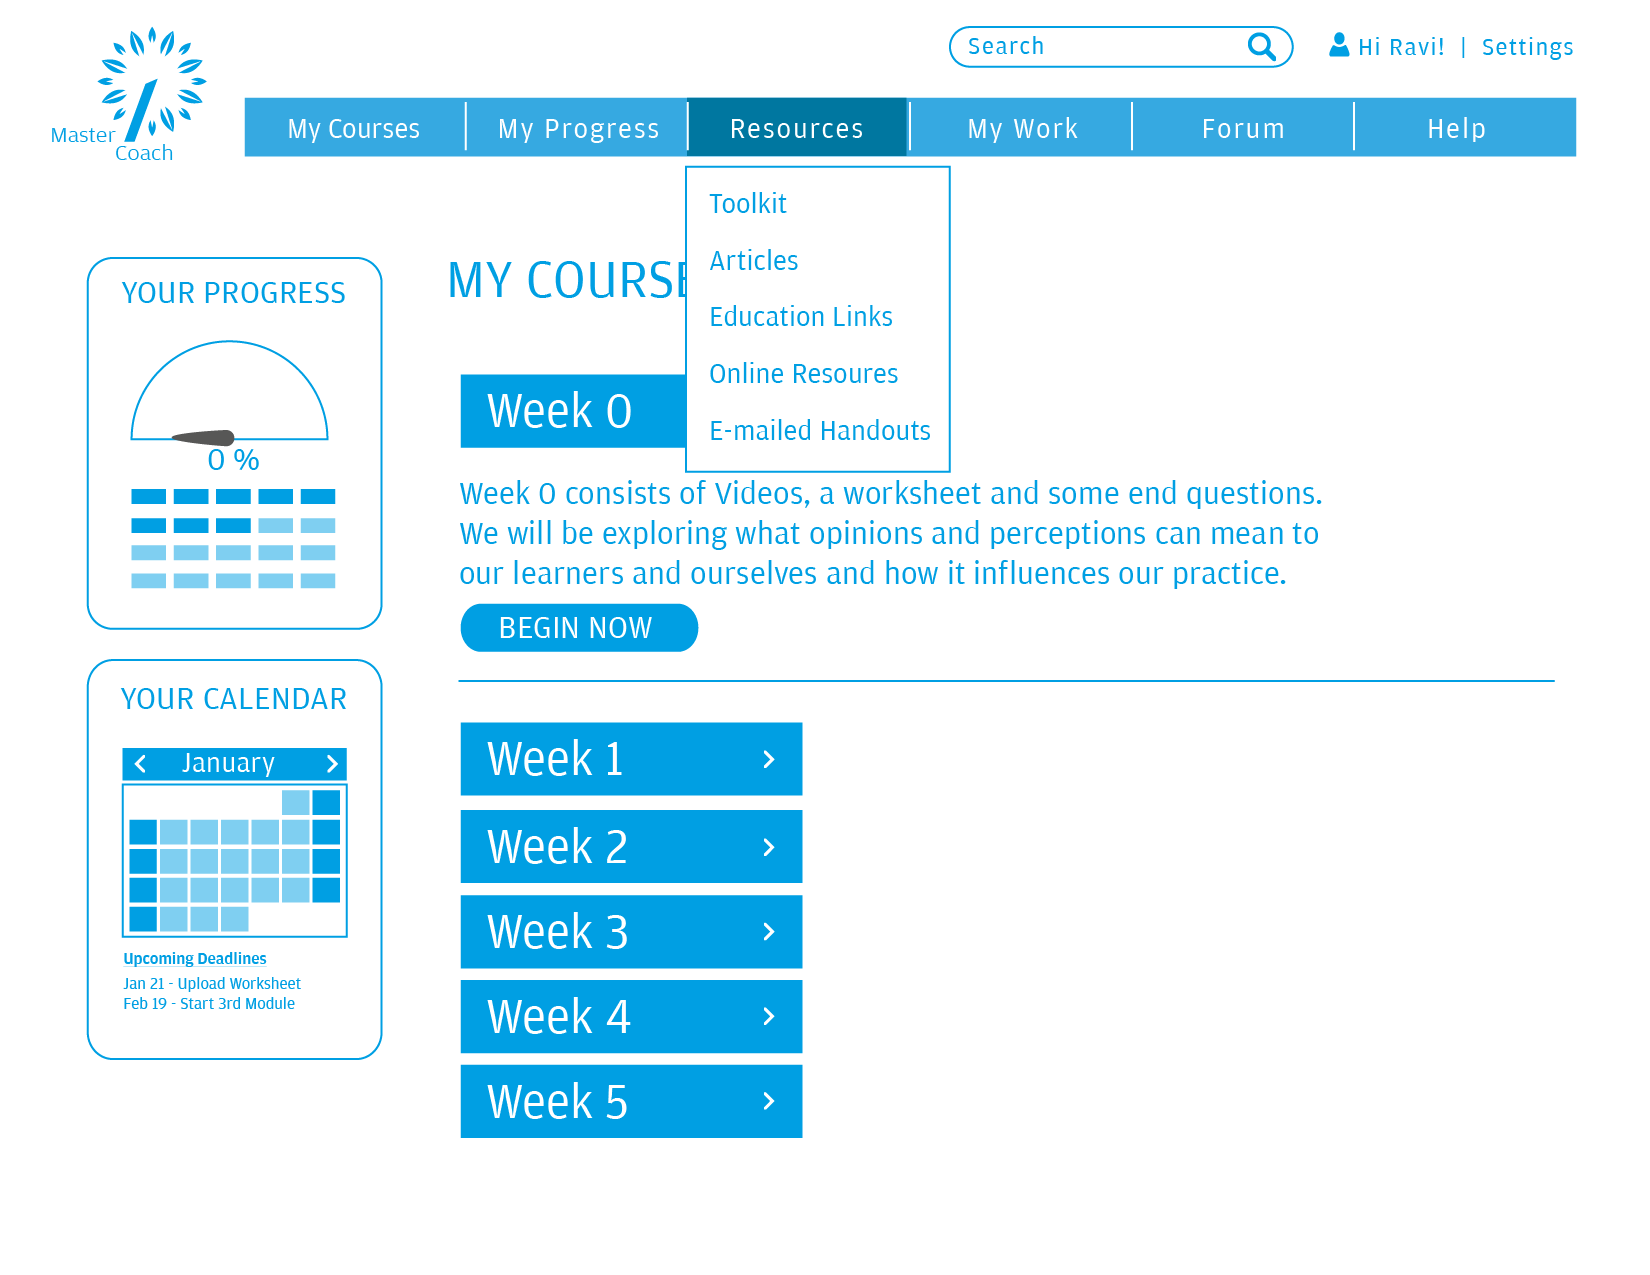 Master
Coach
Search
Hi Ravi! | Settings
My Courses
My Progress
Resources
My Work
Forum
Help
Toolkit
Articles
Education Links
Online Resoures
E-mailed Handouts
YOUR PROGRESS
0 %
YOUR CALENDAR
January
Upcoming Deadlines
Jan 21 - Upload Worksheet
Feb 19 - Start 3rd Module
MY COURSE
Week 0
Week 0 consists of Videos, a worksheet and some end questions.
We will be exploring what opinions and perceptions can mean to
our learners and ourselves and how it influences our practice.
BEGIN NOW
Week 1
Week 2
Week 3
Week 4
Week 5